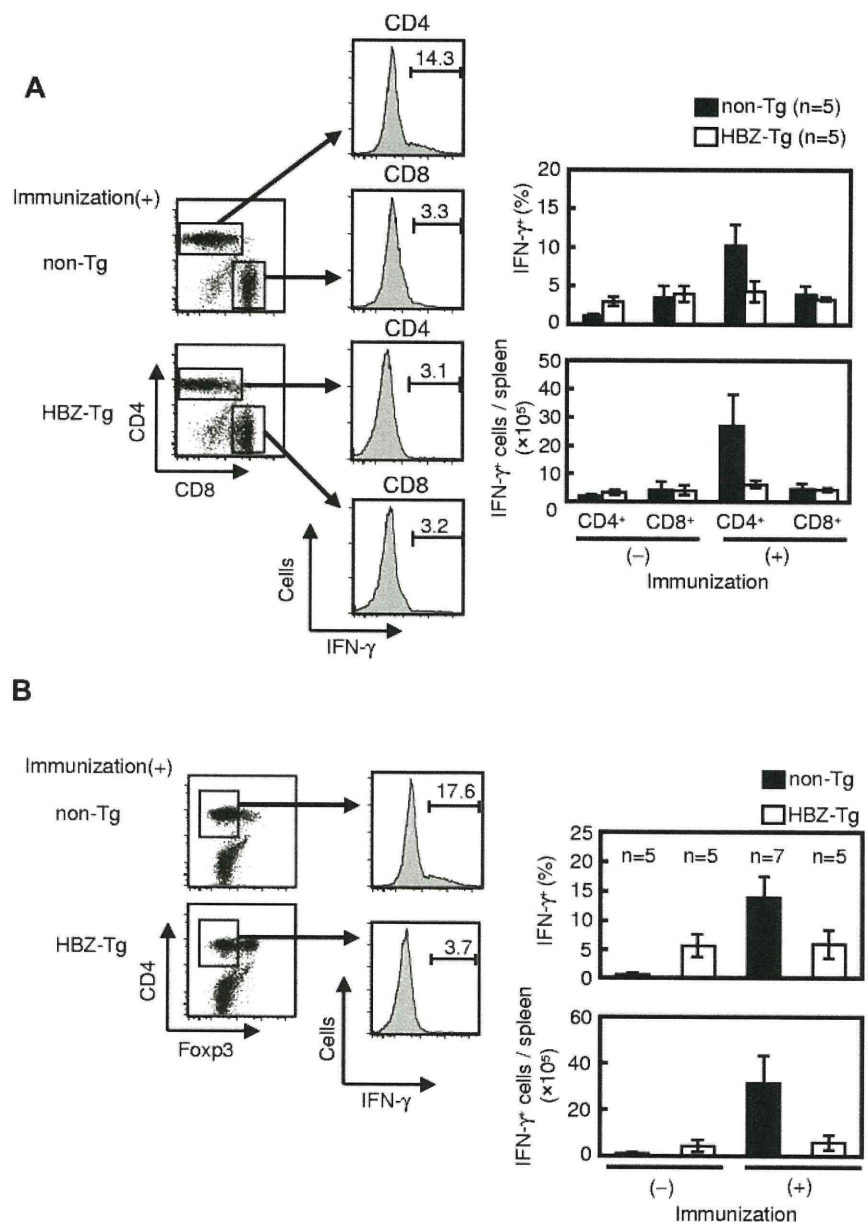 A
CD4
14.3
Immunization(+)
non-Tg
CD8
3.3
HBZ-Tg
CD4
3.1
CD8
3.2
CD4
CD8
Cells
IFN-γ
non-Tg (n=5)
HBZ-Tg (n=5)
IFN-γ⁺ (%)
20
15
10
5
0
IFN-γ⁺ cells / spleen
(×10⁵)
50
40
30
20
10
0
CD4⁺ CD8⁺ CD4⁺ CD8⁺
(−) (+)
Immunization
B
Immunization(+)
non-Tg
17.6
HBZ-Tg
3.7
CD4
Foxp3
Cells
IFN-γ
non-Tg
HBZ-Tg
IFN-γ⁺ (%)
25
20
15
10
5
0
n=5 n=5 n=7 n=5
IFN-γ⁺ cells / spleen
(×10⁵)
60
40
20
0
(−) (+)
Immunization